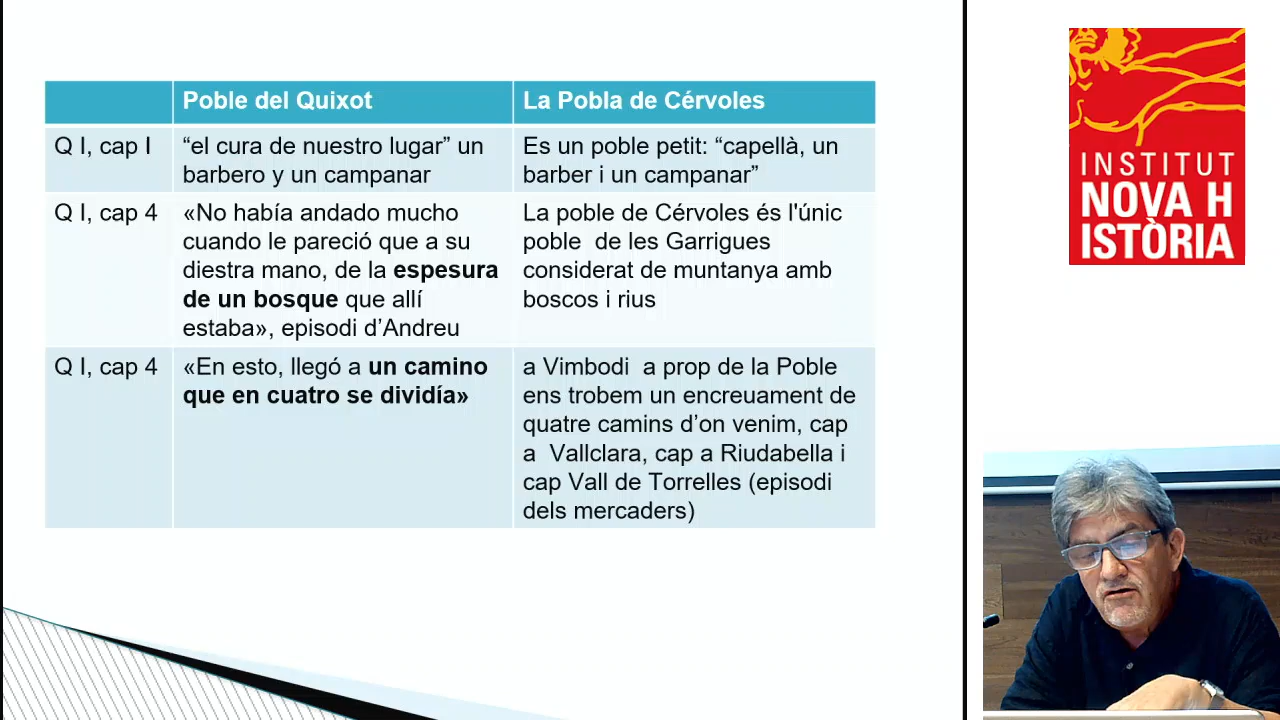 Poble del Quixot
La Pobla de Cérvoles
Q I, cap I
“el cura de nuestro lugar” un
barbero y un campanar
Es un poble petit: “capellà, un
barber i un campanar”
Q I, cap 4
«No había andado mucho
cuando le pareció que a su
diestra mano, de la espesura
de un bosque que allí
estaba», episodi d’Andreu
La poble de Cérvoles és l'únic
poble de les Garrigues
considerat de muntanya amb
boscos i rius
Q I, cap 4
«En esto, llegó a un camino
que en cuatro se dividía»
a Vimbodi a prop de la Poble
ens trobem un encreuament de
quatre camins d’on venim, cap
a Vallclara, cap a Riudabella i
cap Vall de Torrelles (episodi
dels mercaders)
INSTITUT
NOVA H
ISTÒRIA